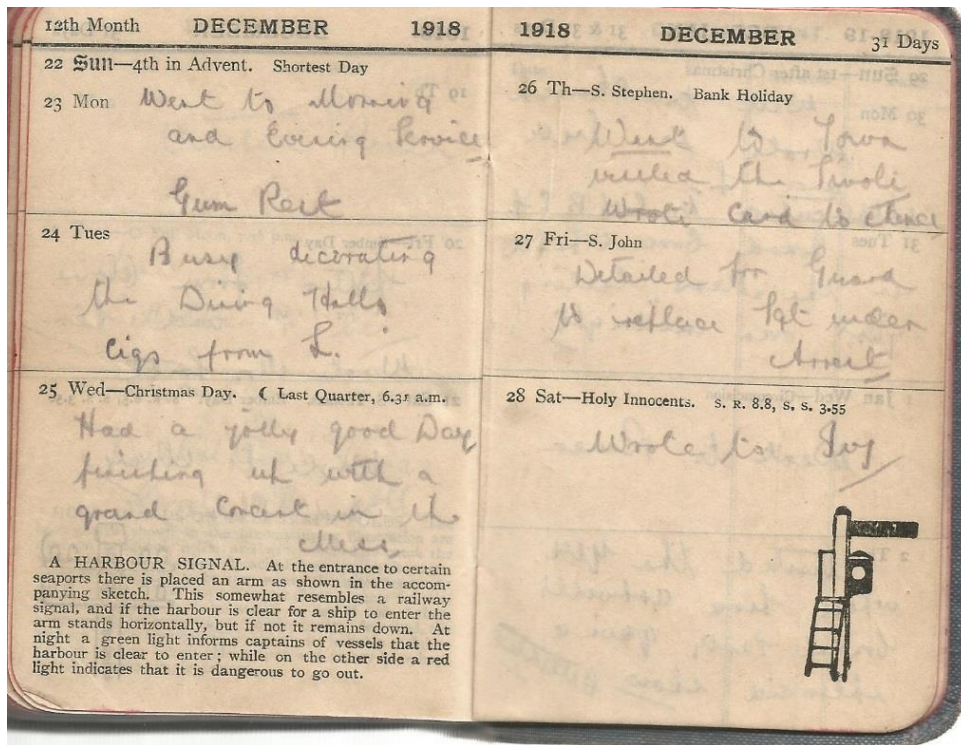 12th Month DECEMBER 1918
22 Sun—4th in Advent. Shortest Day
23 Mon Went to Morning
and Evening Service
Gum Rest
24 Tues
Busy decorating
the Dining Halls
Cigs from L.
25 Wed—Christmas Day. ☾ Last Quarter, 6.31 a.m.
Had a jolly good Day
finishing up with a
grand Concert in the
Mess
A HARBOUR SIGNAL. At the entrance to certain
seaports there is placed an arm as shown in the accom-
panying sketch. This somewhat resembles a railway
signal, and if the harbour is clear for a ship to enter the
arm stands horizontally, but if not it remains down. At
night a green light informs captains of vessels that the
harbour is clear to enter; while on the other side a red
light indicates that it is dangerous to go out.
1918 DECEMBER 31 Days
26 Th—S. Stephen. Bank Holiday
Went to Town
visited the Tivoli
Wrote Card to
27 Fri—S. John
Detailed for Guard
to replace Sgt under
Arrest
28 Sat—Holy Innocents. S. R. 8.8, S. S. 3.55
Wrote to Ivy